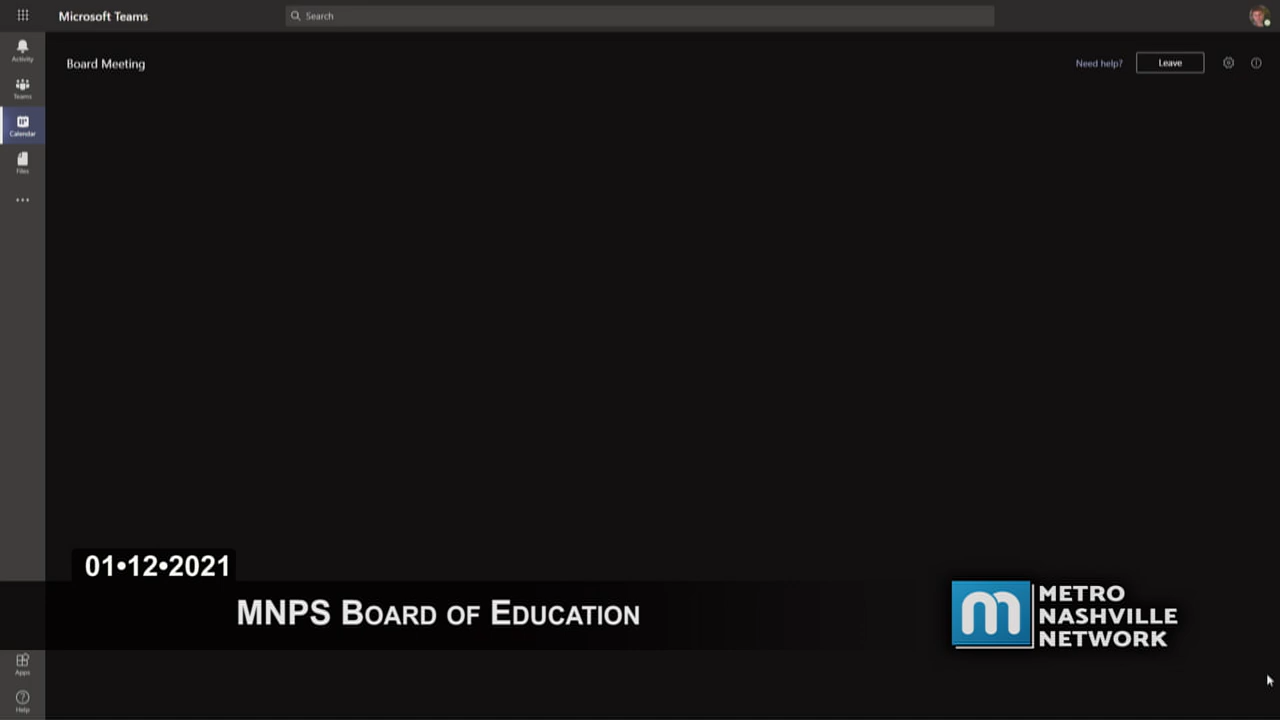 Microsoft Teams
Search
Activity
Board Meeting
Need help?
Leave
Teams
Calendar
Files
01•12•2021
MNPS BOARD OF EDUCATION
m
METRO
NASHVILLE
NETWORK
Apps
Help